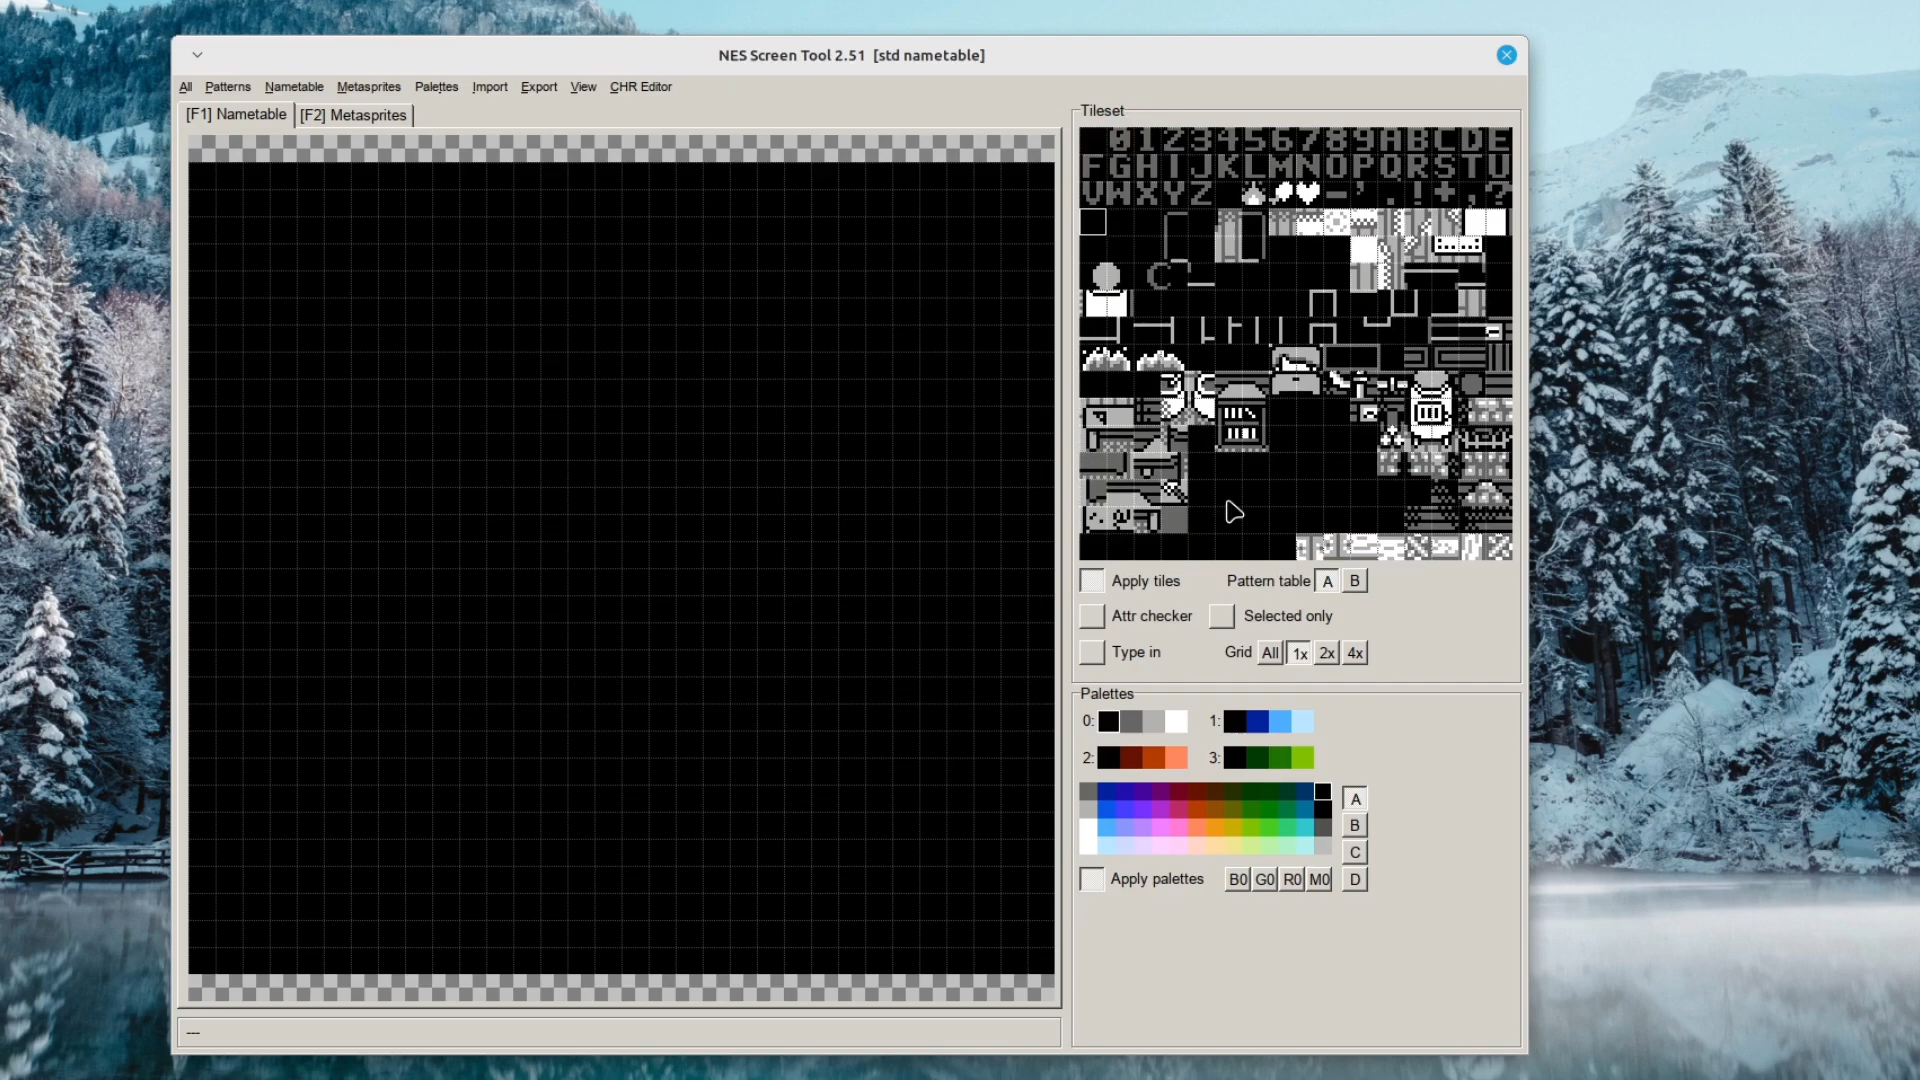 NES Screen Tool 2.51 [std nametable]
All Patterns Nametable Metasprites Palettes Import Export View CHR Editor
[F1] Nametable [F2] Metasprites
Tileset
0123456789ABCDE
FGHIJKLMNOPQRSTU
VWXYZ - ' . ! + , ?
Apply tiles Pattern table A B
Attr checker Selected only
Type in Grid All 1x 2x 4x
Palettes
0: 1:
2: 3:
A
B
C
Apply palettes B0 G0 R0 M0 D
---